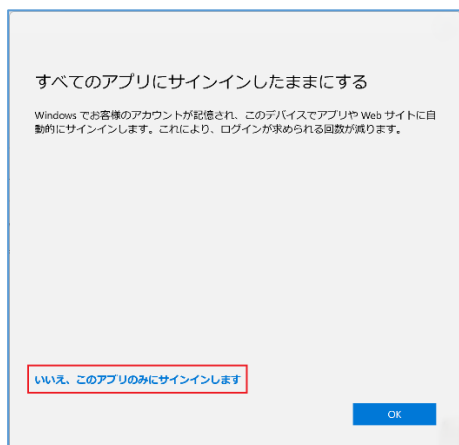 すべてのアプリにサインインしたままにする
Windows でお客様のアカウントが記憶され、このデバイスでアプリや Web サイトに自
動的にサインインします。これにより、ログインが求められる回数が減ります。
いいえ、このアプリのみにサインインします
OK